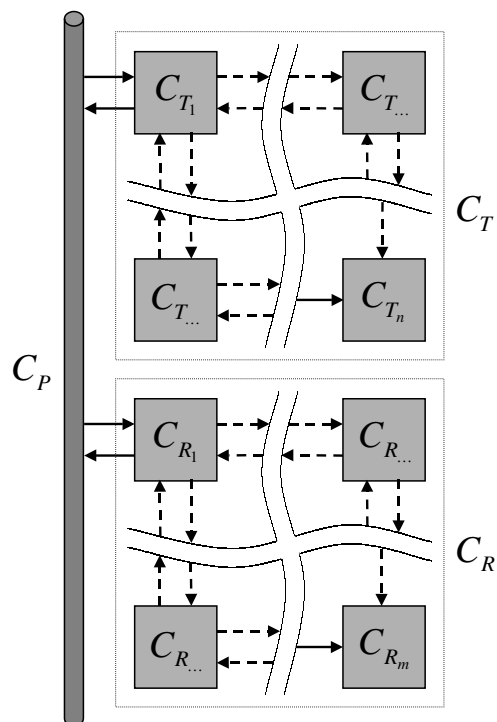 C_{T_1}
C_{T_{...}}
C_T
C_{T_{...}}
C_{T_n}
C_P
C_{R_1}
C_{R_{...}}
C_R
C_{R_{...}}
C_{R_m}